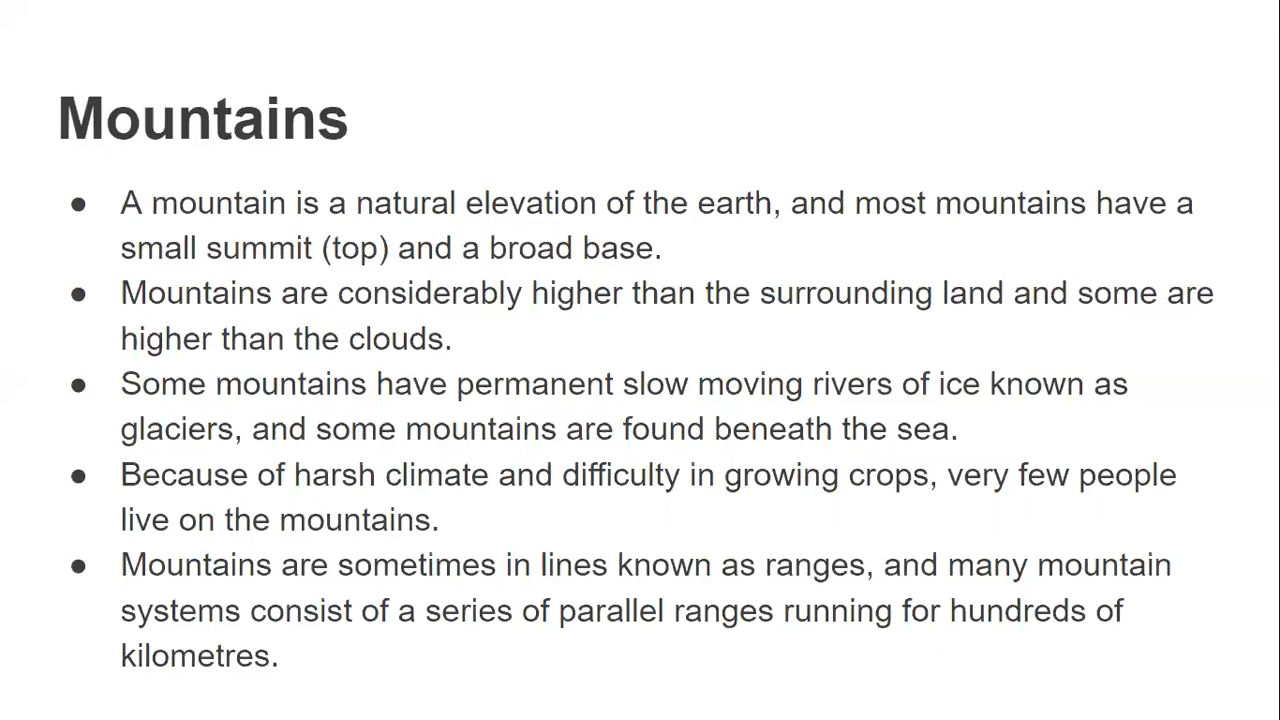 Mountains
● A mountain is a natural elevation of the earth, and most mountains have a
small summit (top) and a broad base.
● Mountains are considerably higher than the surrounding land and some are
higher than the clouds.
● Some mountains have permanent slow moving rivers of ice known as
glaciers, and some mountains are found beneath the sea.
● Because of harsh climate and difficulty in growing crops, very few people
live on the mountains.
● Mountains are sometimes in lines known as ranges, and many mountain
systems consist of a series of parallel ranges running for hundreds of
kilometres.